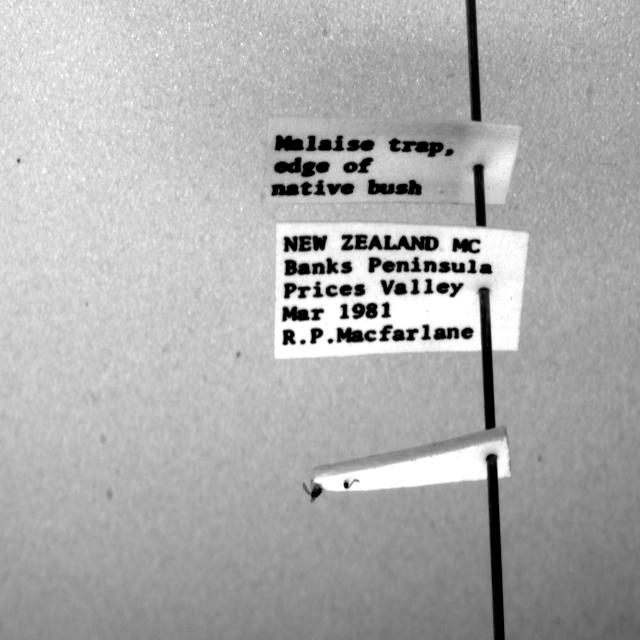 Malaise trap,
edge of
native bush
NEW ZEALAND MC
Banks Peninsula
Prices Valley
Mar 1981
R.P.Macfarlane